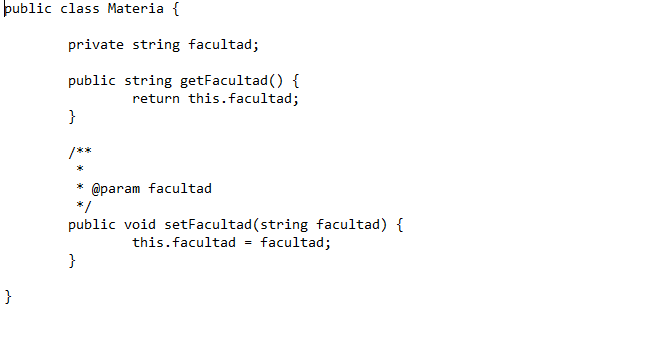 public class Materia {
private string facultad;
public string getFacultad() {
return this.facultad;
}
/**
*
* @param facultad
*/
public void setFacultad(string facultad) {
this.facultad = facultad;
}
}